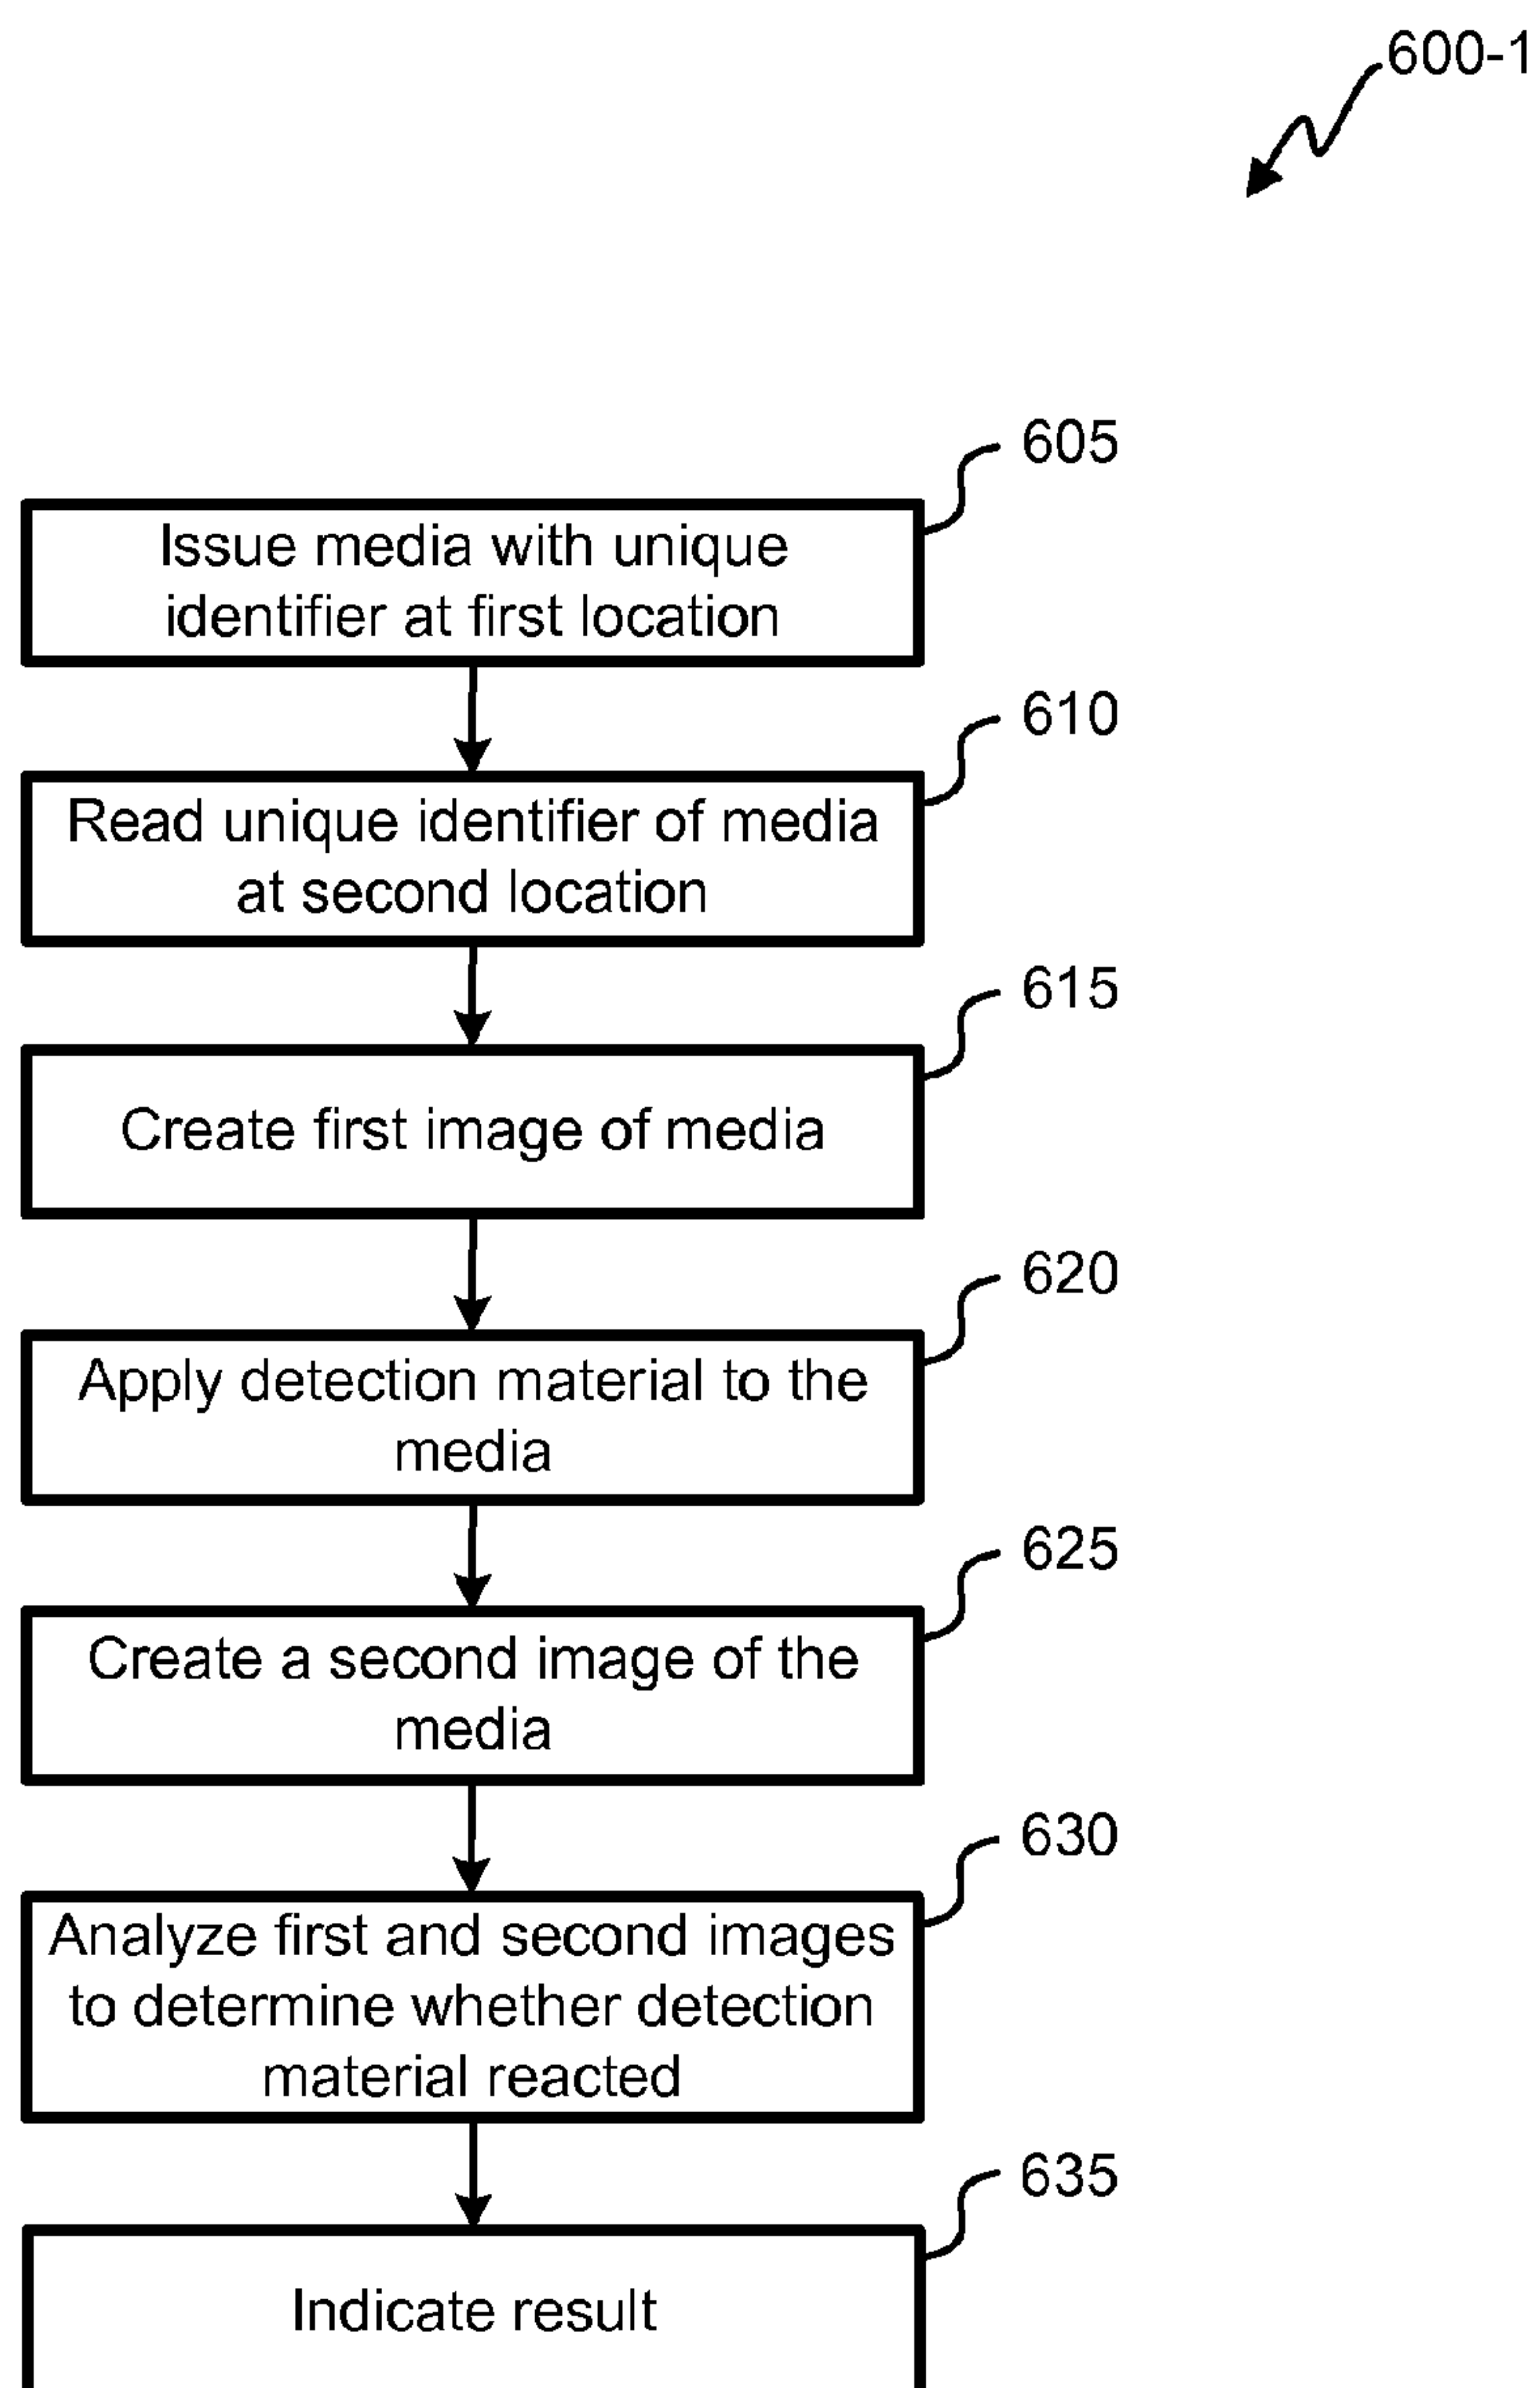 600-1
605
Issue media with unique
identifier at first location
610
Read unique identifier of media
at second location
615
Create first image of media
620
Apply detection material to the
media
625
Create a second image of the
media
630
Analyze first and second images
to determine whether detection
material reacted
635
Indicate result